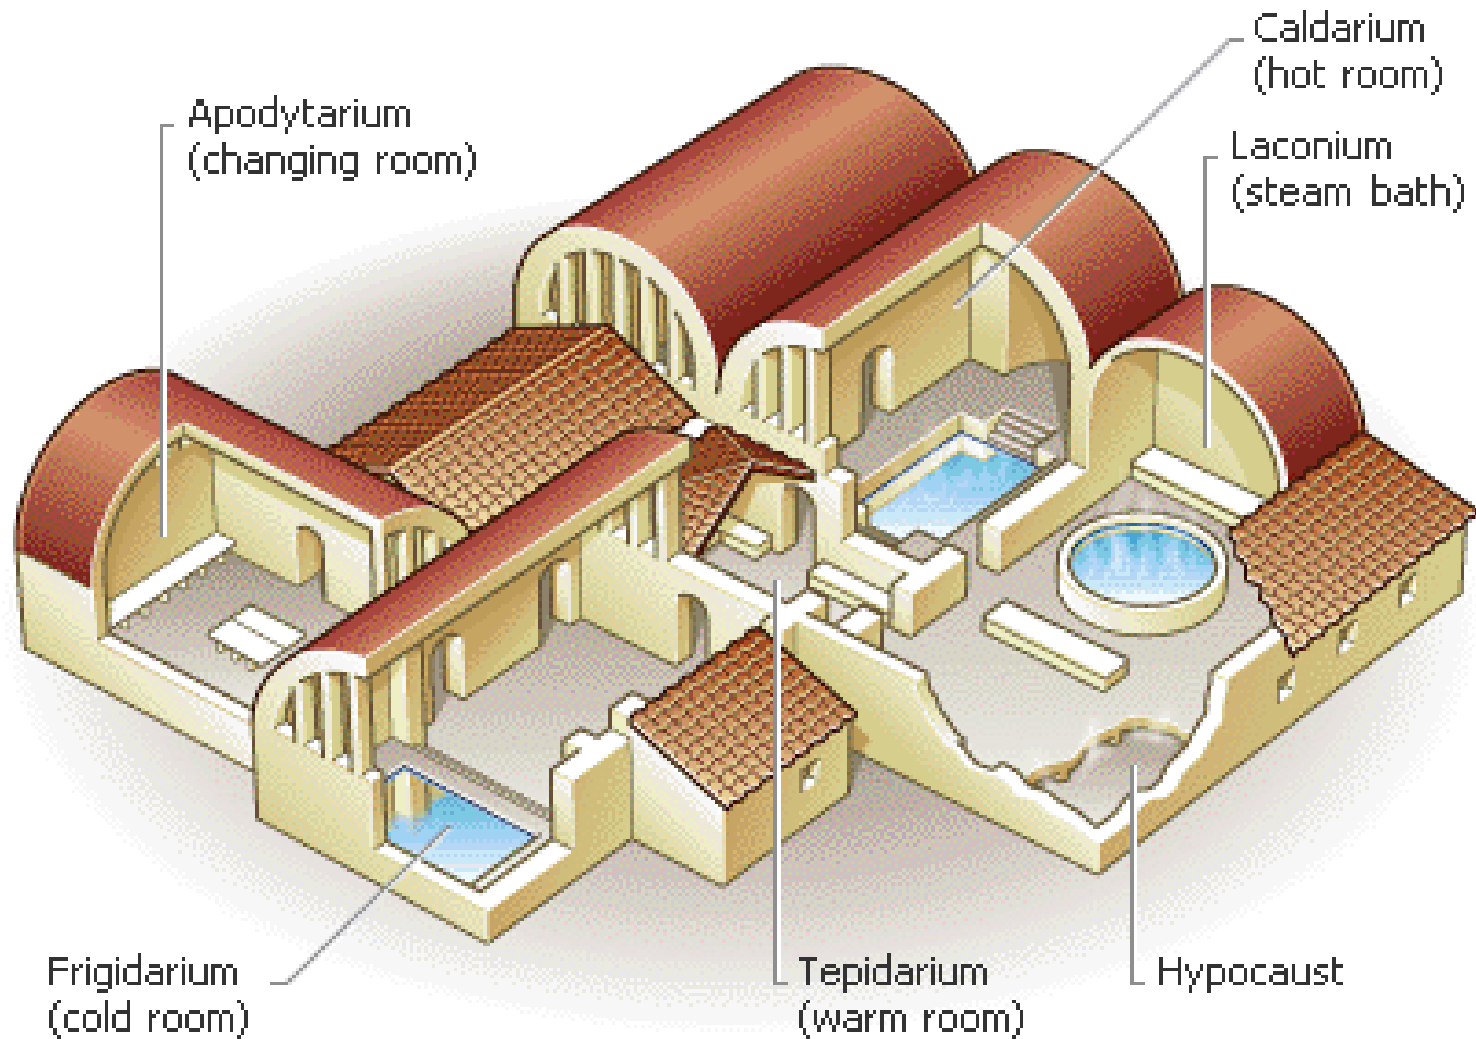 Caldarium
(hot room)
Apodytarium
(changing room)
Laconium
(steam bath)
Frigidarium
(cold room)
Tepidarium
(warm room)
Hypocaust